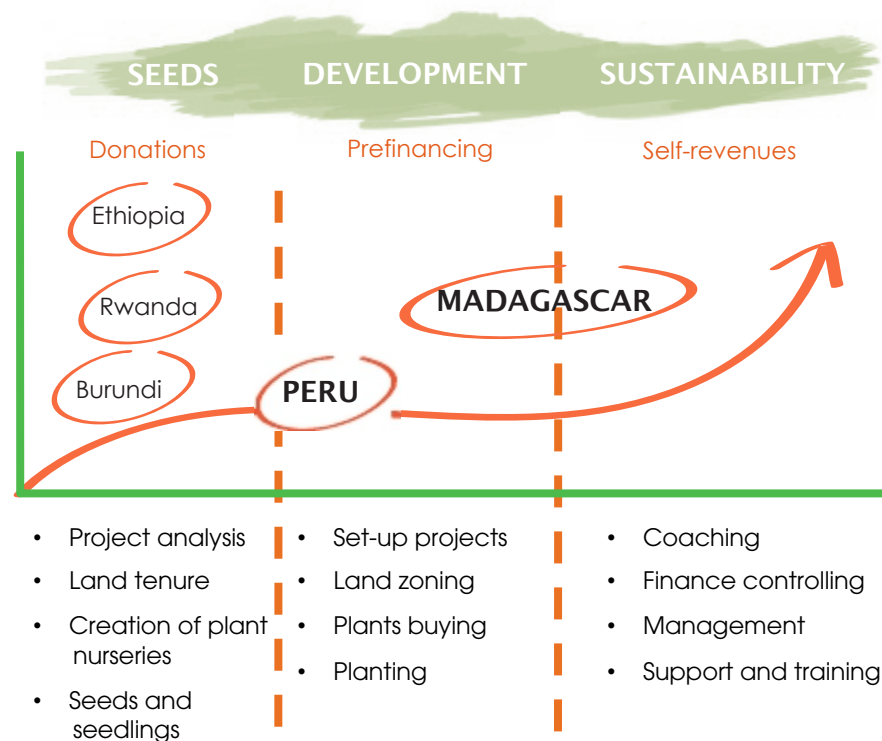 SEEDS DEVELOPMENT SUSTAINABILITY
Donations Prefinancing Self-revenues
Ethiopia
Rwanda
MADAGASCAR
Burundi
PERU
• Project analysis
• Land tenure
• Creation of plant
nurseries
• Seeds and
seedlings
• Set-up projects
• Land zoning
• Plants buying
• Planting
• Coaching
• Finance controlling
• Management
• Support and training